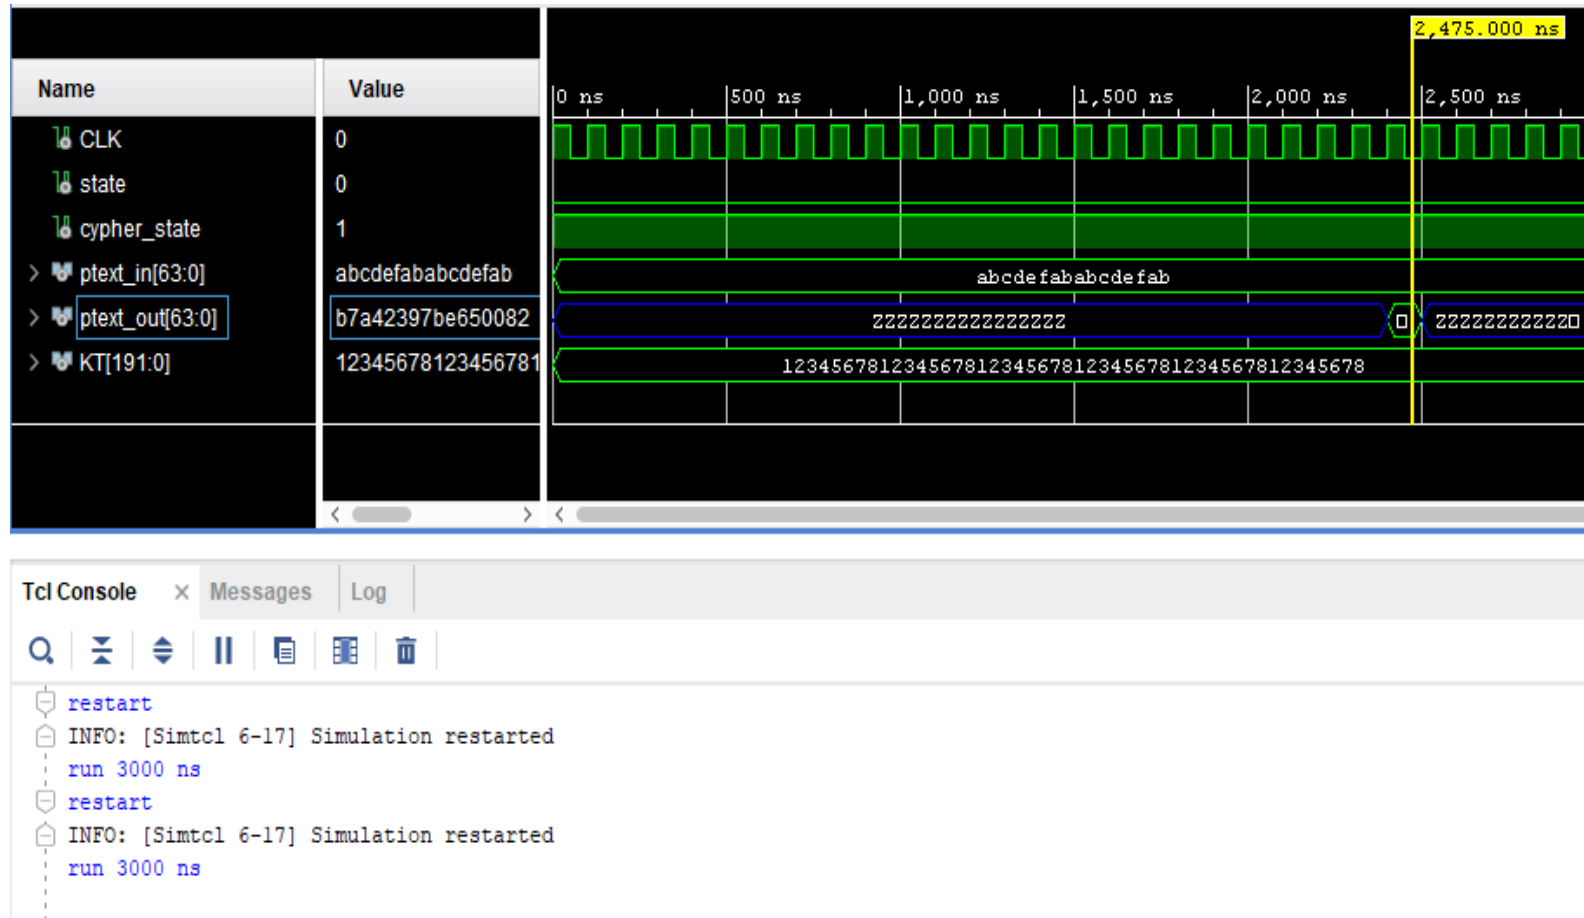 2,475.000 ns
Name Value 0 ns 500 ns 1,000 ns 1,500 ns 2,000 ns 2,500 ns
CLK 0
state 0
cypher_state 1
ptext_in[63:0] abcdefababcdefab abcdefababcdefab
ptext_out[63:0] b7a42397be650082 ZZZZZZZZZZZZZZZZ ZZZZZZZZZZZ
KT[191:0] 12345678123456781 123456781234567812345678123456781234567812345678
Tcl Console × Messages Log
restart
INFO: [Simtcl 6-17] Simulation restarted
run 3000 ns
restart
INFO: [Simtcl 6-17] Simulation restarted
run 3000 ns